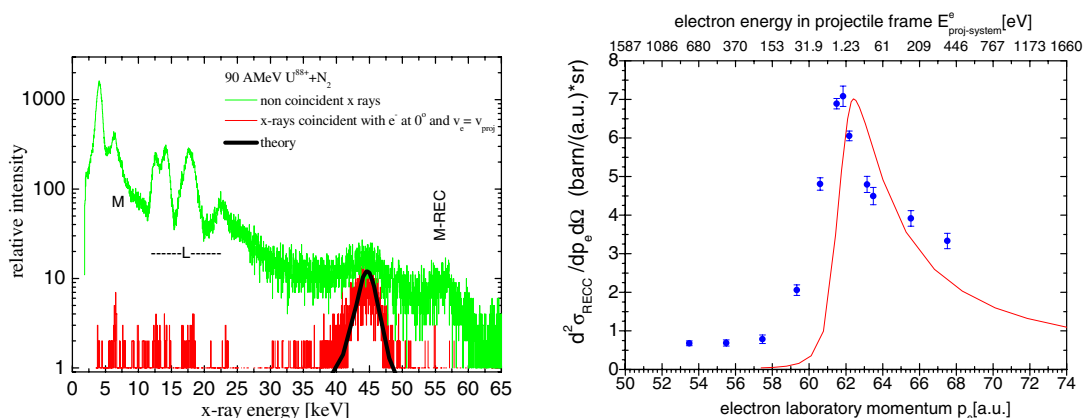 90 AMeV U⁸⁸⁺+N₂
non coincident x rays
x-rays coincident with e⁻ at 0° and vₑ = v_proj
theory
M
------L------
M-REC
relative intensity
1000
100
10
1
0 5 10 15 20 25 30 35 40 45 50 55 60 65
x-ray energy [keV]
electron energy in projectile frame E^e_proj-system[eV]
1587 1086 680 370 153 31.9 1.23 61 209 446 767 1173 1660
d²σ_RECC /dpₑdΩ (barn/(a.u.)*sr)
8
7
6
5
4
3
2
1
0
50 52 54 56 58 60 62 64 66 68 70 72 74
electron laboratory momentum pₑ[a.u.]